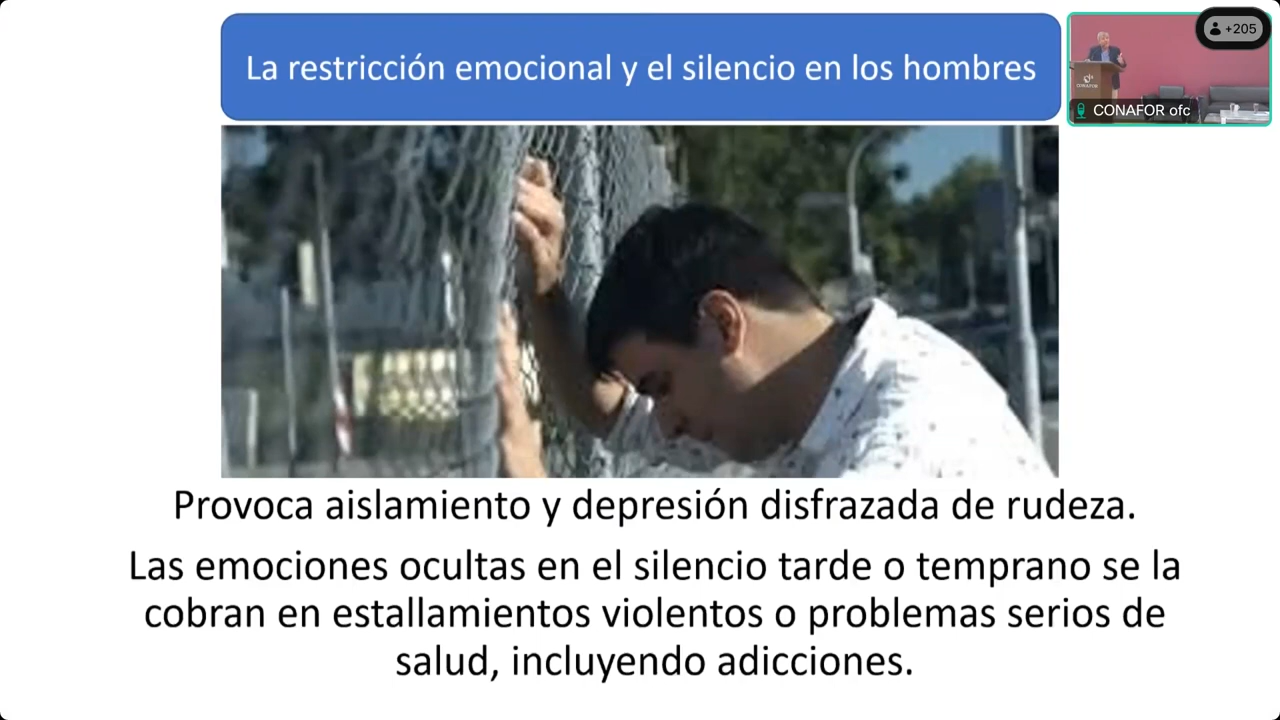 La restricción emocional y el silencio en los hombres
+205
CONAFOR
CONAFOR ofc
Provoca aislamiento y depresión disfrazada de rudeza.
Las emociones ocultas en el silencio tarde o temprano se la
cobran en estallamientos violentos o problemas serios de
salud, incluyendo adicciones.